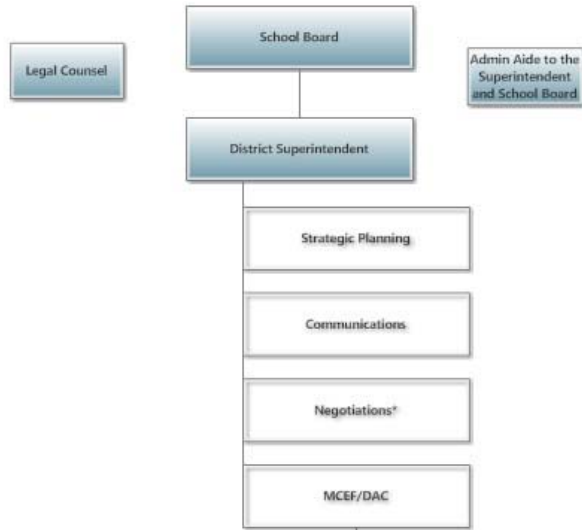 School Board
Legal Counsel
Admin Aide to the
Superintendent
and School Board
District Superintendent
Strategic Planning
Communications
Negotiations*
MCEF/DAC